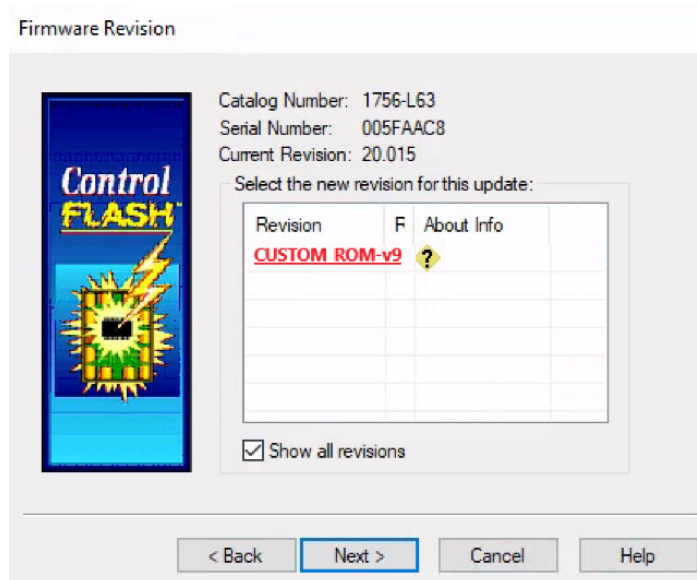 Firmware Revision
Catalog Number: 1756-L63
Serial Number: 005FAAC8
Current Revision: 20.015
Select the new revision for this update:
Control
FLASH
Revision F About Info
CUSTOM ROM-v9 ?
Show all revisions
< Back Next > Cancel Help